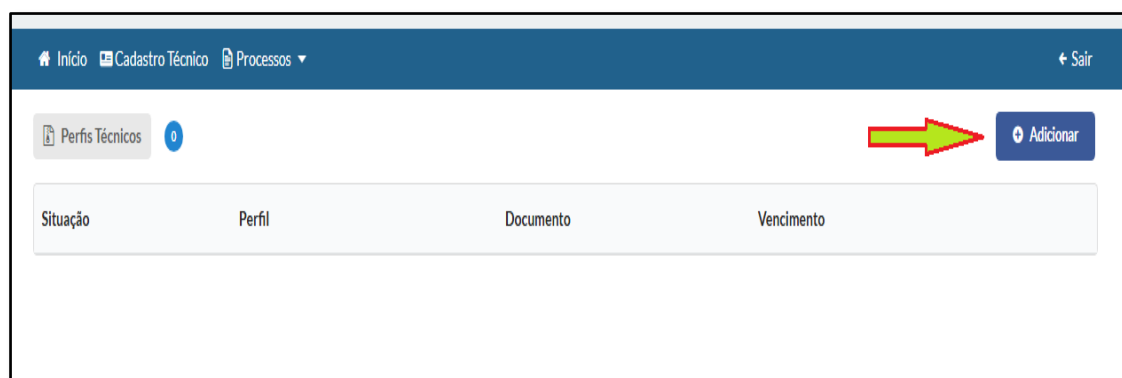 Início Cadastro Técnico Processos Sair
Perfis Técnicos 0 Adicionar
Situação Perfil Documento Vencimento